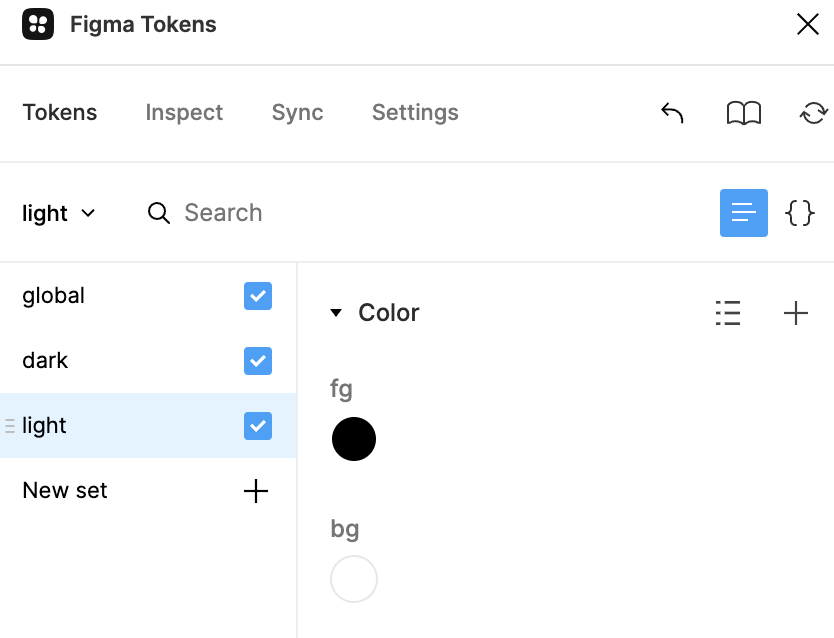 Figma Tokens
Tokens Inspect Sync Settings
light Search { }
global
dark
light
New set
Color
fg
bg